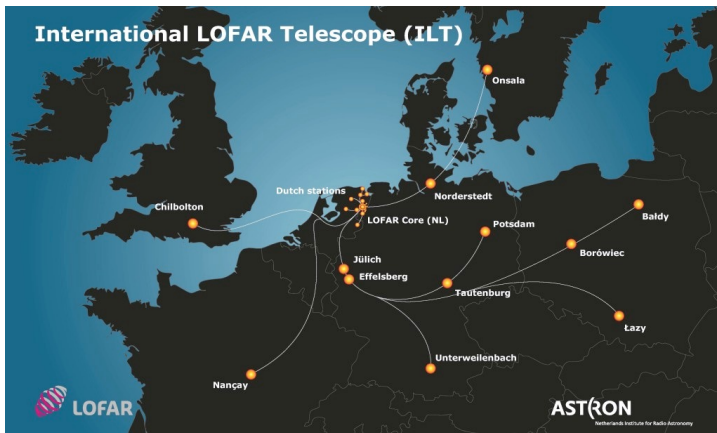 International LOFAR Telescope (ILT)
Onsala
Dutch stations
Norderstedt
Chilbolton
LOFAR Core (NL)
Bałdy
Potsdam
Borówiec
Jülich
Effelsberg
Tautenburg
Łazy
Unterweilenbach
Nançay
LOFAR
ASTRON
Netherlands Institute for Radio Astronomy